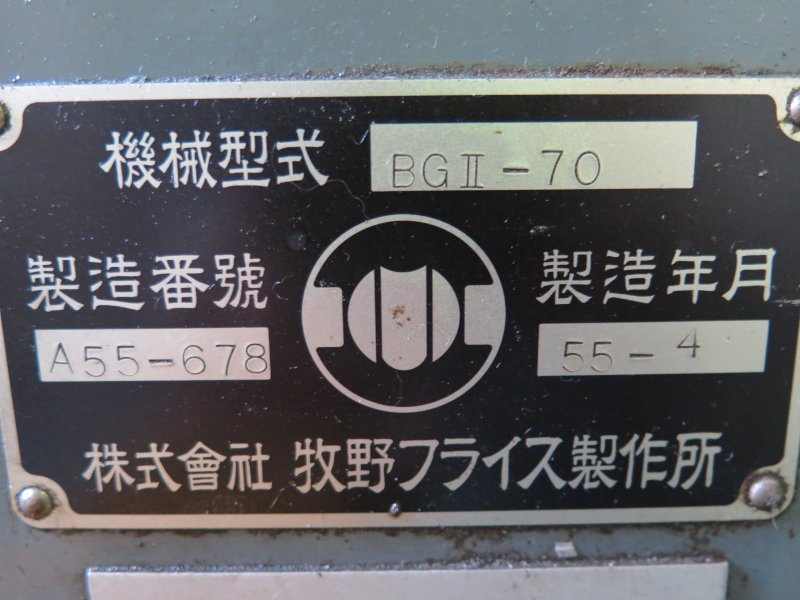 機械型式 BGⅡ-70
製造番號 製造年月
A55-678 55-4
株式會社 牧野フライス製作所